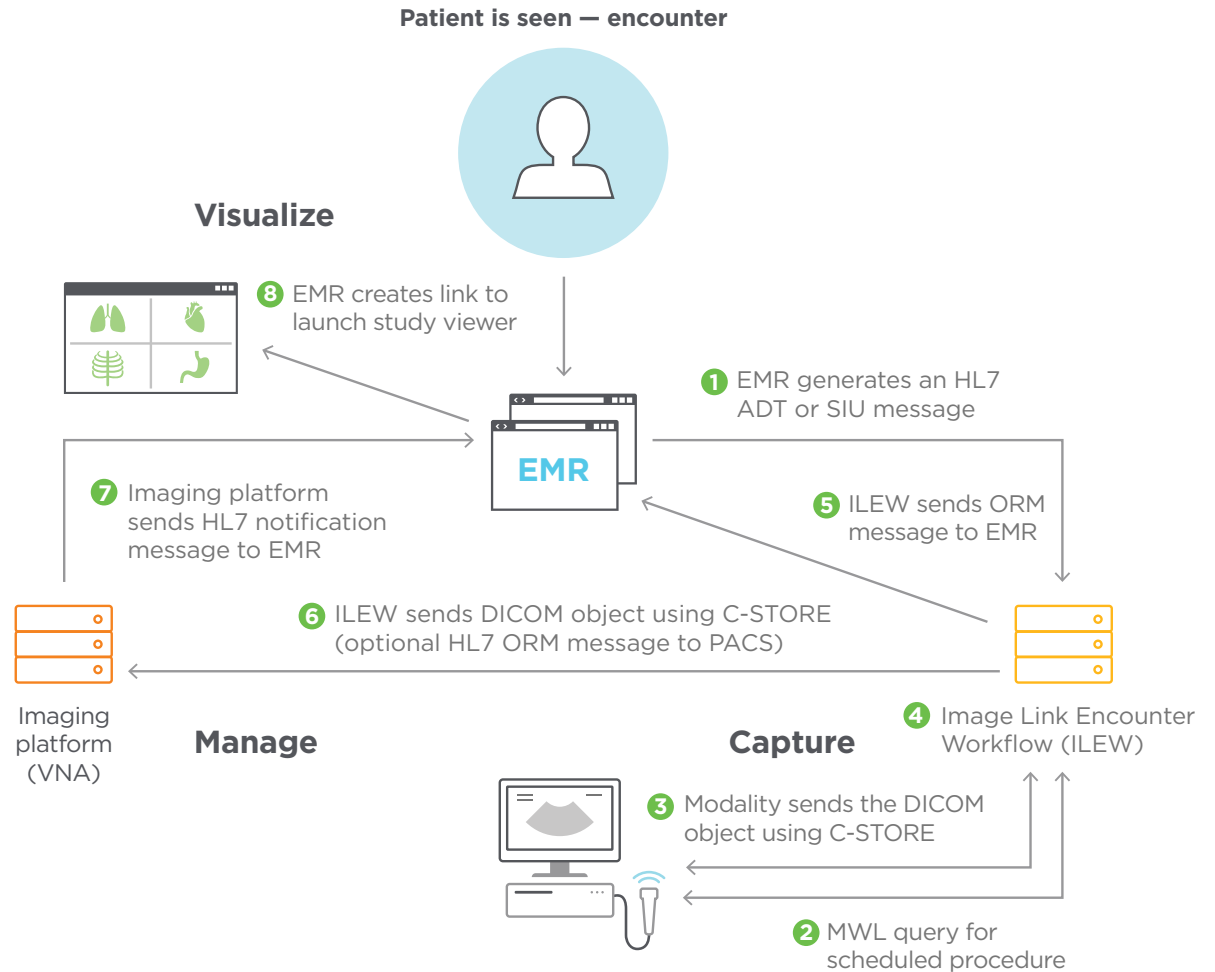 Patient is seen — encounter
Visualize
8 EMR creates link to
launch study viewer
1 EMR generates an HL7
ADT or SIU message
EMR
7 Imaging platform
sends HL7 notification
message to EMR
5 ILEW sends ORM
message to EMR
6 ILEW sends DICOM object using C-STORE
(optional HL7 ORM message to PACS)
Imaging
platform
(VNA)
Manage
Capture
4 Image Link Encounter
Workflow (ILEW)
3 Modality sends the DICOM
object using C-STORE
2 MWL query for
scheduled procedure